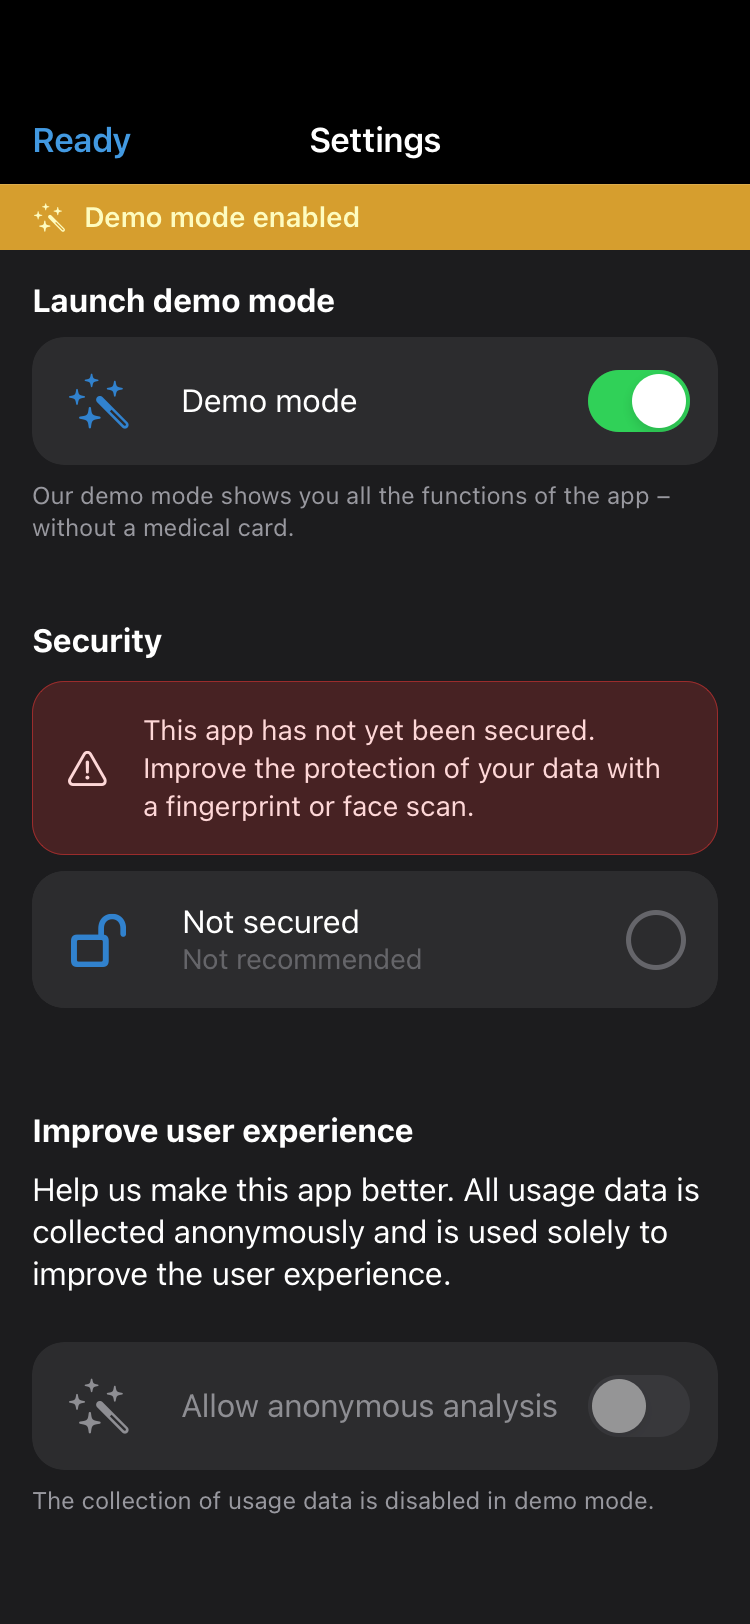 Ready
Settings
Demo mode enabled
Launch demo mode
Demo mode
Our demo mode shows you all the functions of the app –
without a medical card.
Security
This app has not yet been secured.
Improve the protection of your data with
a fingerprint or face scan.
Not secured
Not recommended
Improve user experience
Help us make this app better. All usage data is
collected anonymously and is used solely to
improve the user experience.
Allow anonymous analysis
The collection of usage data is disabled in demo mode.